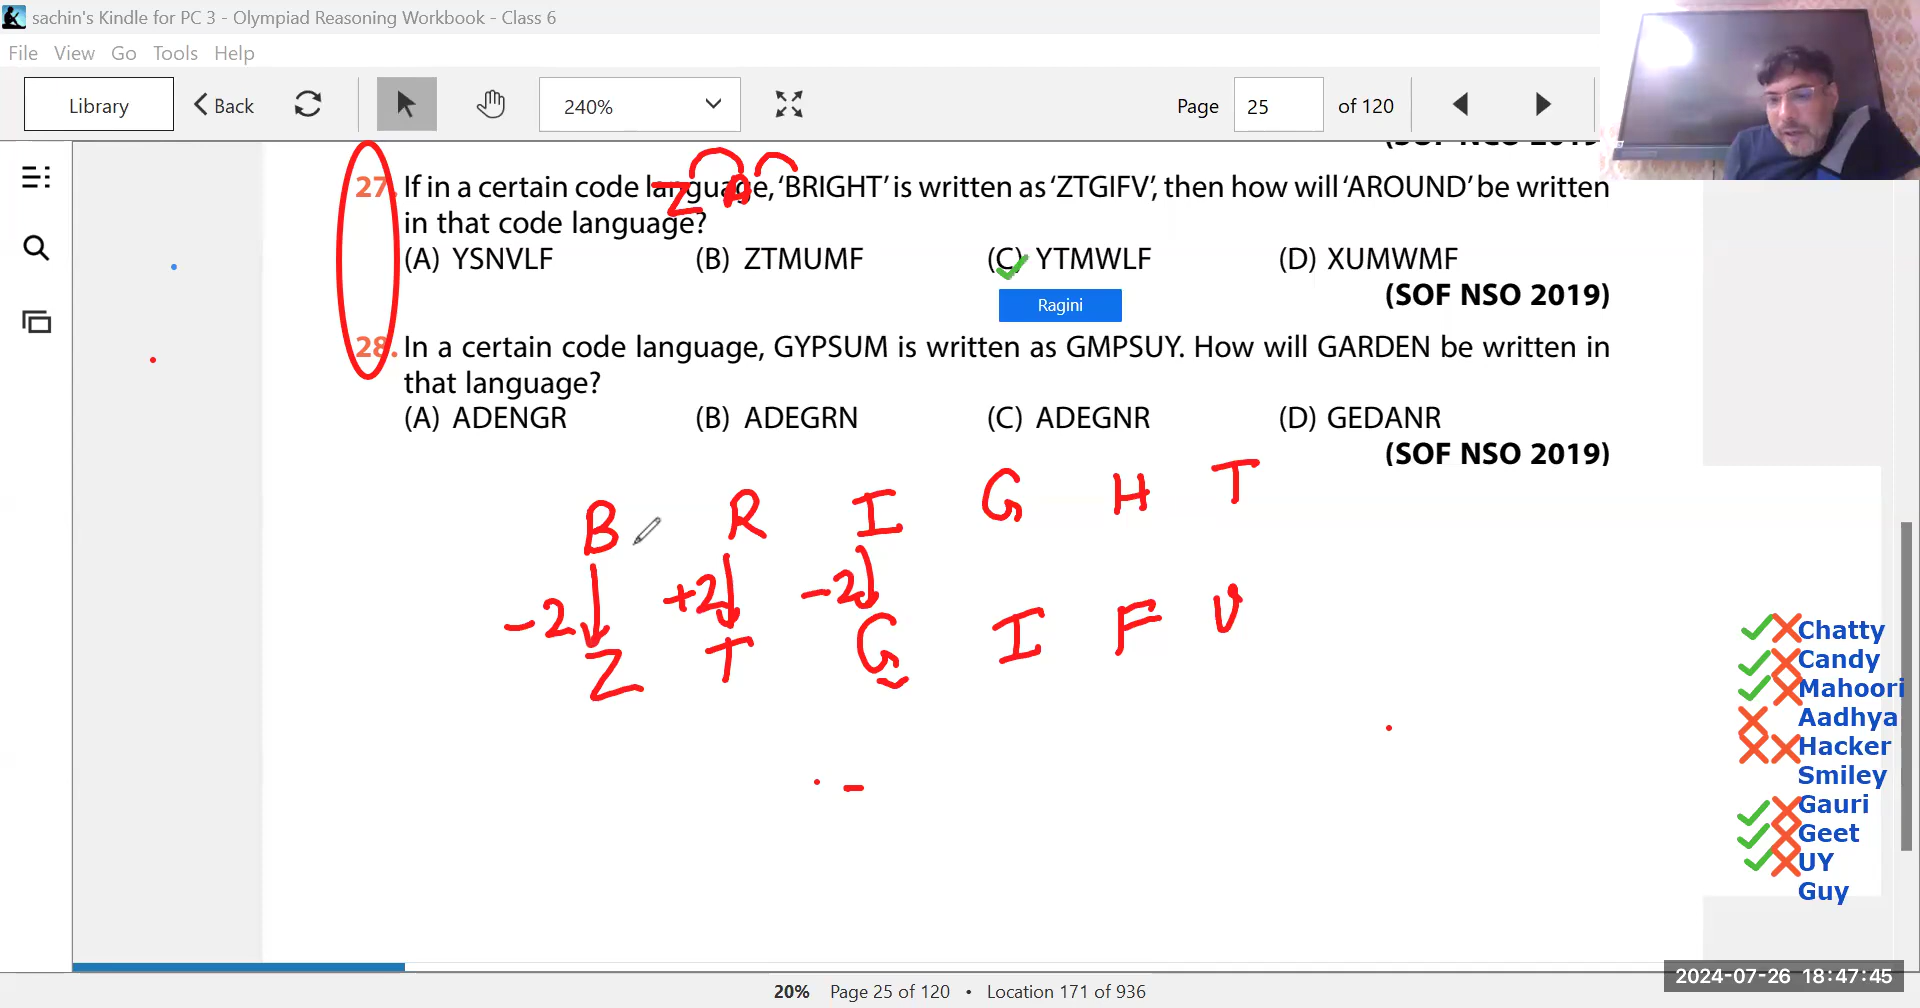 sachin's Kindle for PC 3 - Olympiad Reasoning Workbook - Class 6
File View Go Tools Help
Library Back 240% Page 25 of 120
(SOF NSO 2019)
27. If in a certain code language, ‘BRIGHT’ is written as ‘ZTGIFV’, then how will ‘AROUND’ be written
Z A
in that code language?
(A) YSNVLF (B) ZTMUMF (C) YTMWLF (D) XUMWMF
(SOF NSO 2019)
Ragini
28. In a certain code language, GYPSUM is written as GMPSUY. How will GARDEN be written in
that language?
(A) ADENGR (B) ADEGRN (C) ADEGNR (D) GEDANR
(SOF NSO 2019)
B R I G H T
-2 +2 -2
Z T G I F V
Chatty
Candy
Mahoori
Aadhya
Hacker
Smiley
Gauri
Geet
UY
Guy
2024-07-26 18:47:45
20% Page 25 of 120 • Location 171 of 936